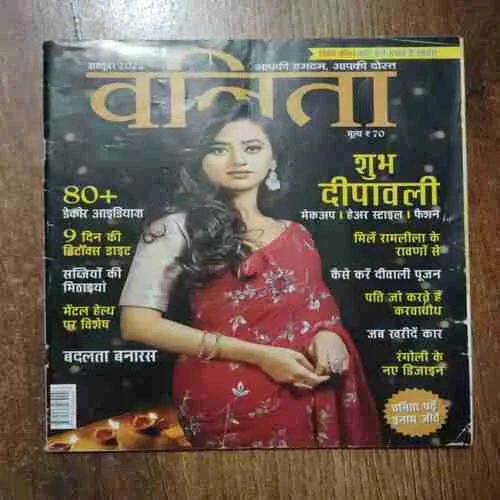 अक्तूबर 2022
आपकी हमदम, आपकी दोस्त
वनिता
मूल्य ₹ 70
शुभ
दीपावली
मेकअप । हेअर स्टाइल । फैशन
80+
डेकोर आइडियाज
9 दिन की
डिटॉक्स डाइट
सब्जियों की
मिठाइयां
मेंटल हेल्थ
पर विशेष
बदलता बनारस
मिलें रामलीला के
रावणों से
कैसे करें दीवाली पूजन
पति जो करते हैं
करवाचौथ
जब खरीदें कार
रंगोली के
नए डिजाइन
वनिता पढ़ें
इनाम जीतें